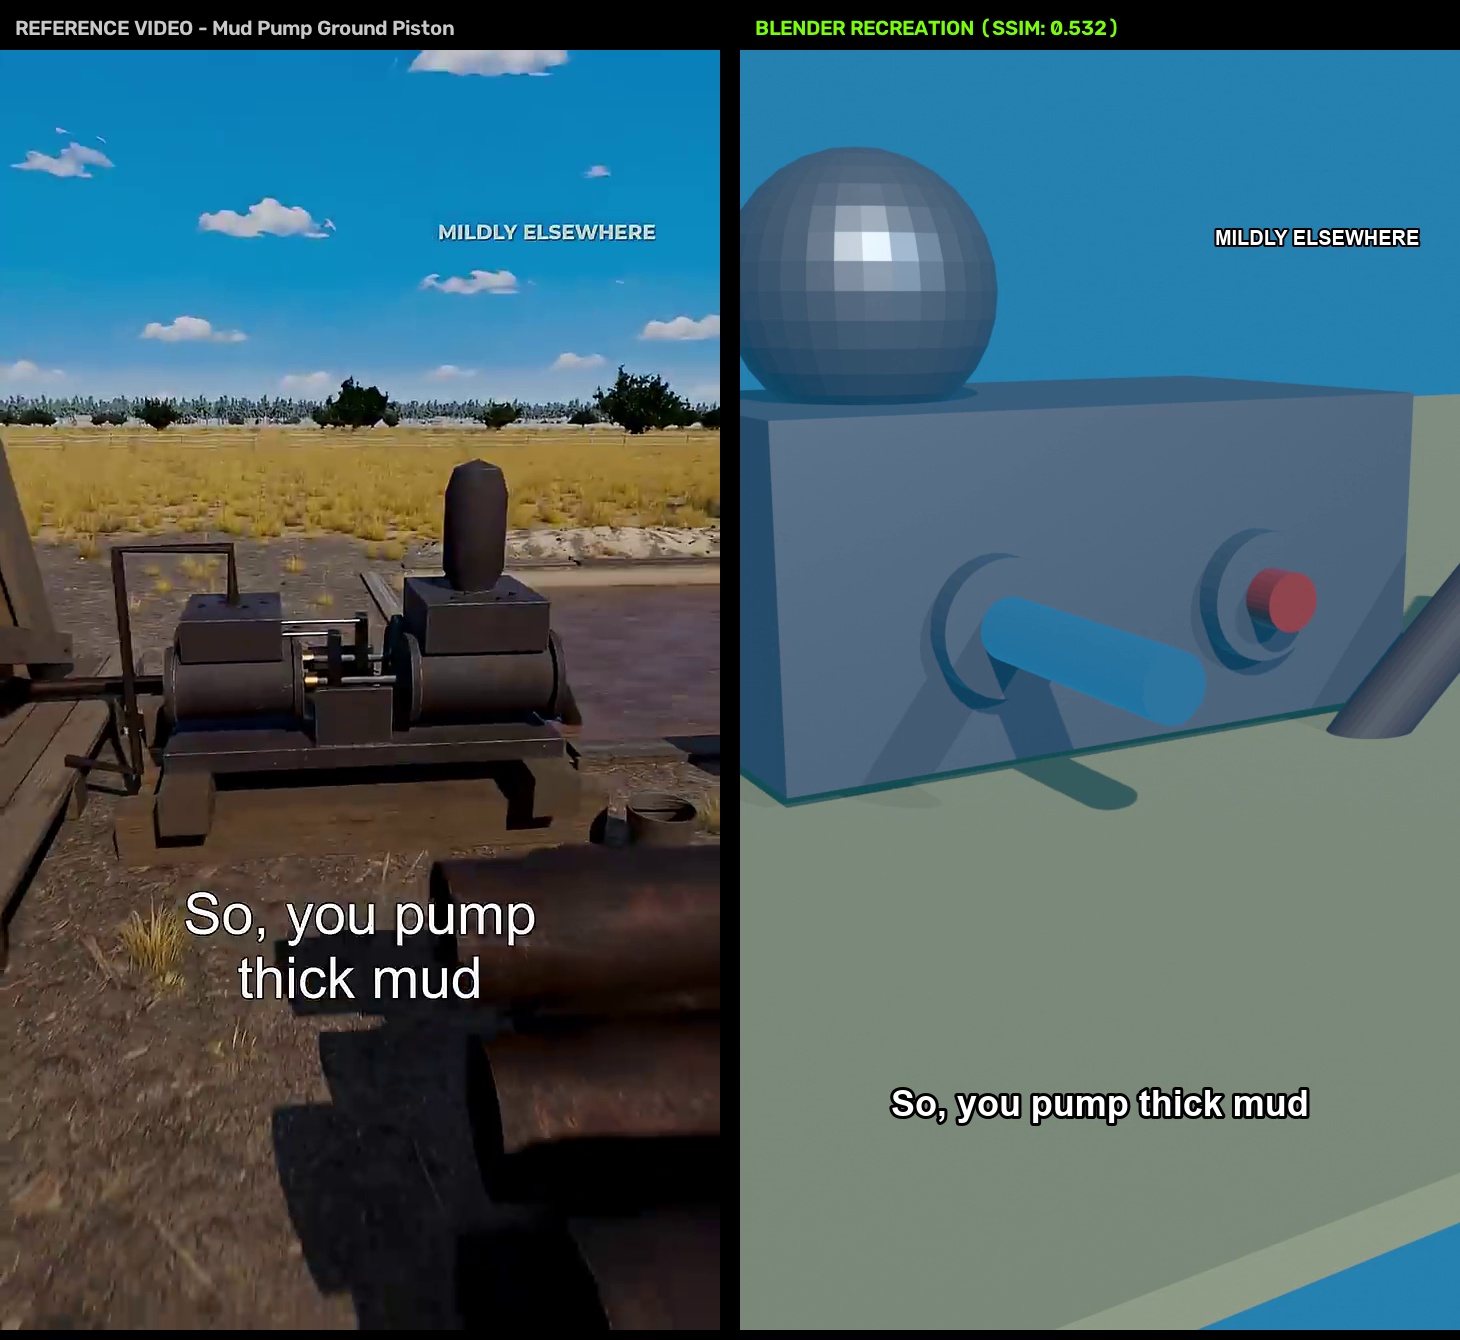 REFERENCE VIDEO - Mud Pump Ground Piston
BLENDER RECREATION (SSIM: 0.532)
MILDLY ELSEWHERE
So, you pump
thick mud
MILDLY ELSEWHERE
So, you pump thick mud